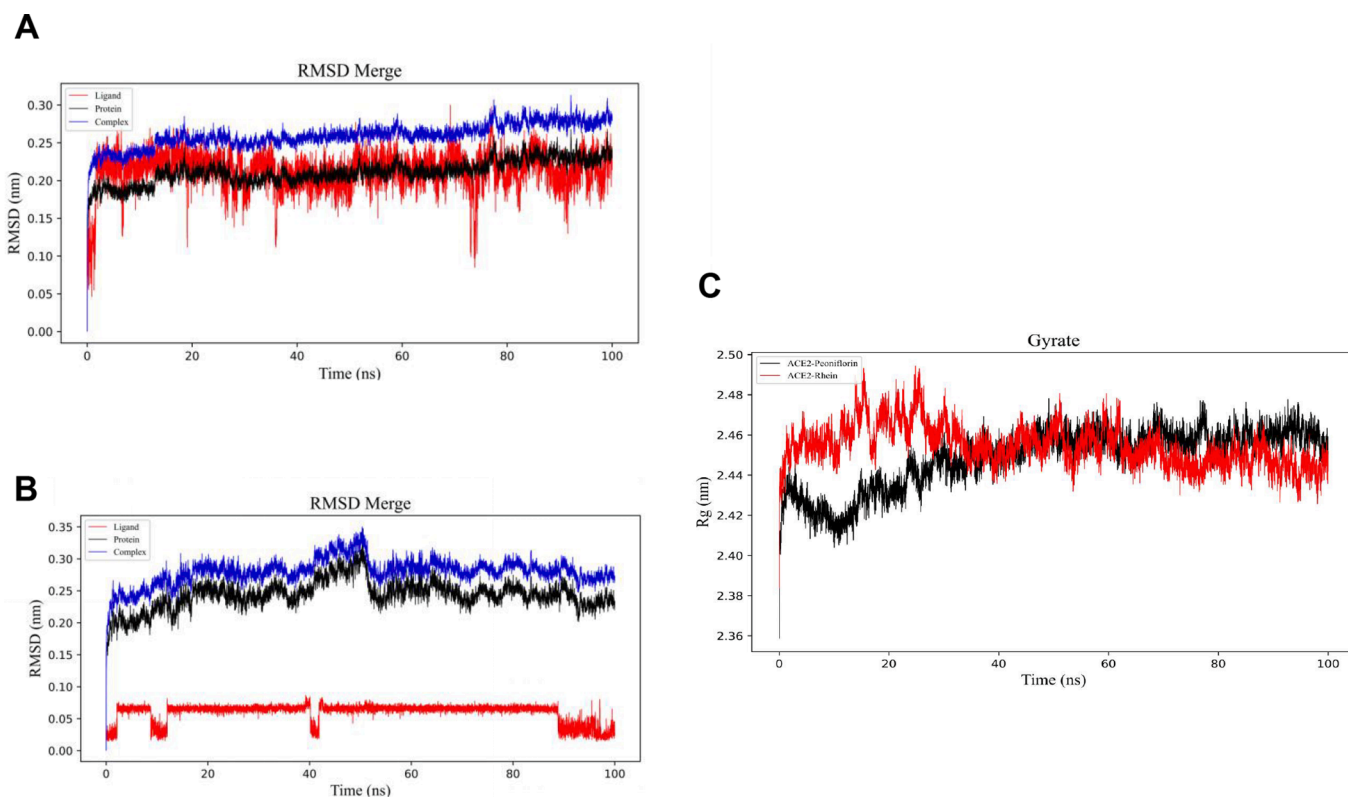 A
RMSD Merge
Ligand
Protein
Complex
RMSD (nm)
0.30
0.25
0.20
0.15
0.10
0.05
0.00
0 20 40 60 80 100
Time (ns)
B
RMSD Merge
Ligand
Protein
Complex
RMSD (nm)
0.35
0.30
0.25
0.20
0.15
0.10
0.05
0.00
0 20 40 60 80 100
Time (ns)
C
Gyrate
ACE2-Peoniflorin
ACE2-Rhein
Rg (nm)
2.50
2.48
2.46
2.44
2.42
2.40
2.38
2.36
0 20 40 60 80 100
Time (ns)